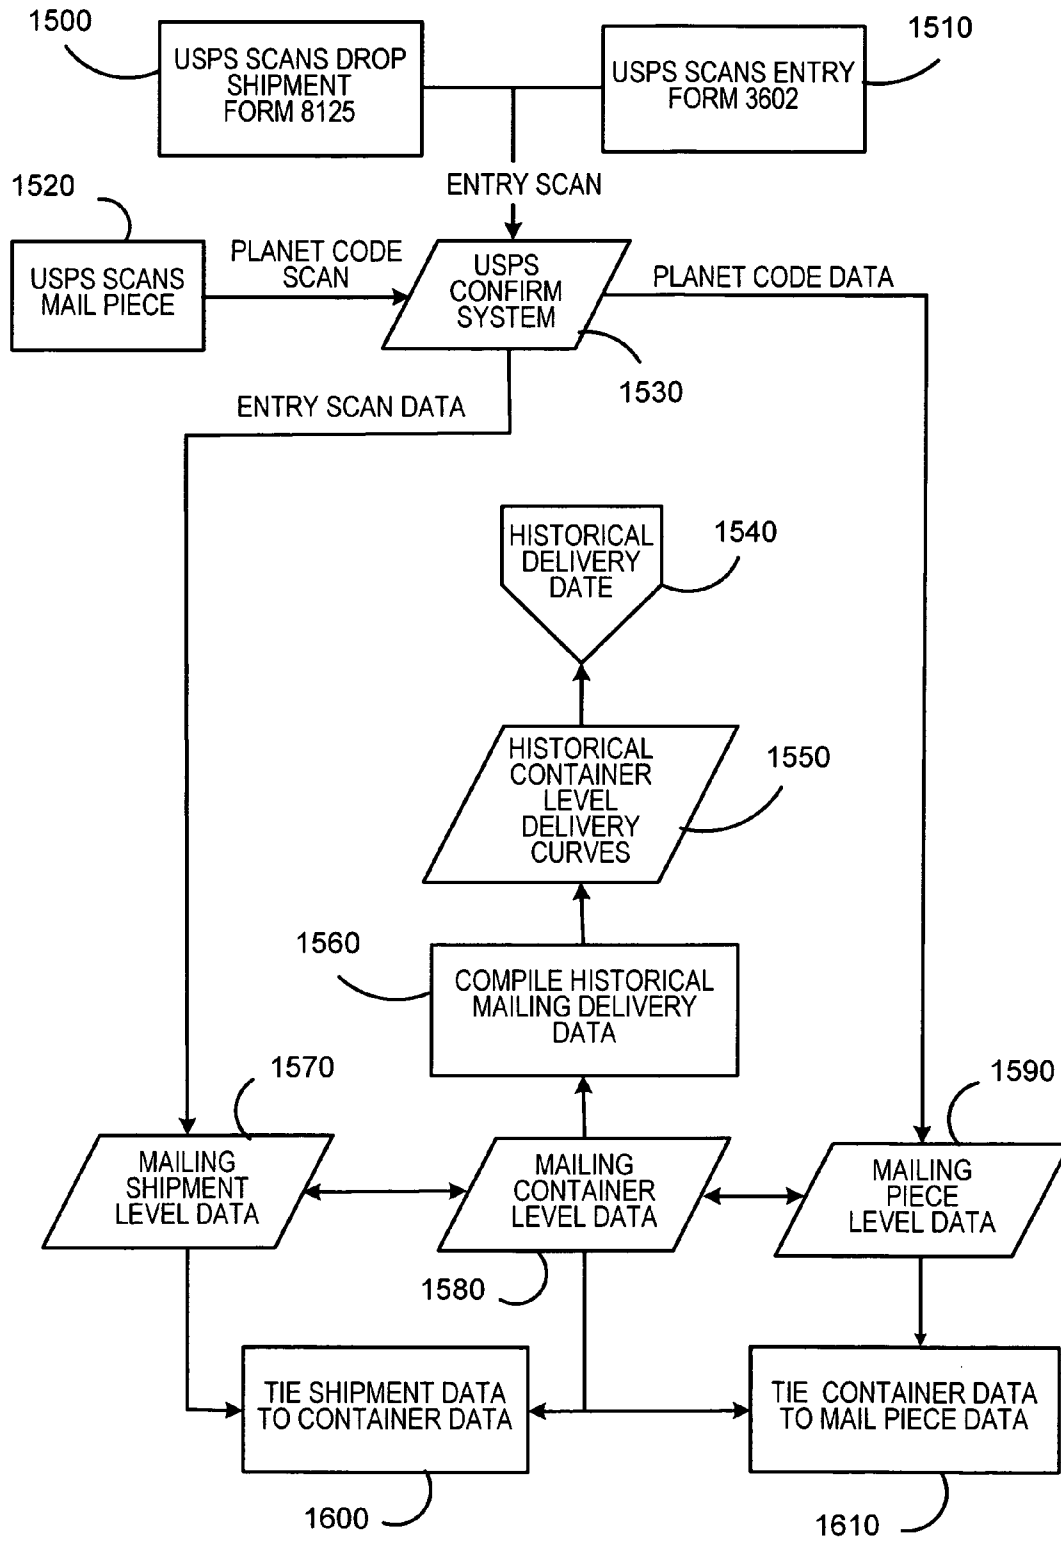 1500
USPS SCANS DROP
SHIPMENT
FORM 8125
USPS SCANS ENTRY
FORM 3602
1510
ENTRY SCAN
1520
USPS SCANS
MAIL PIECE
PLANET CODE
SCAN
USPS
CONFIRM
SYSTEM
PLANET CODE DATA
1530
ENTRY SCAN DATA
HISTORICAL
DELIVERY
DATE
1540
HISTORICAL
CONTAINER
LEVEL
DELIVERY
CURVES
1550
1560
COMPILE HISTORICAL
MAILING DELIVERY
DATA
1570
1590
MAILING
SHIPMENT
LEVEL DATA
MAILING
CONTAINER
LEVEL DATA
MAILING
PIECE
LEVEL DATA
1580
TIE SHIPMENT DATA
TO CONTAINER DATA
TIE CONTAINER DATA
TO MAIL PIECE DATA
1600
1610